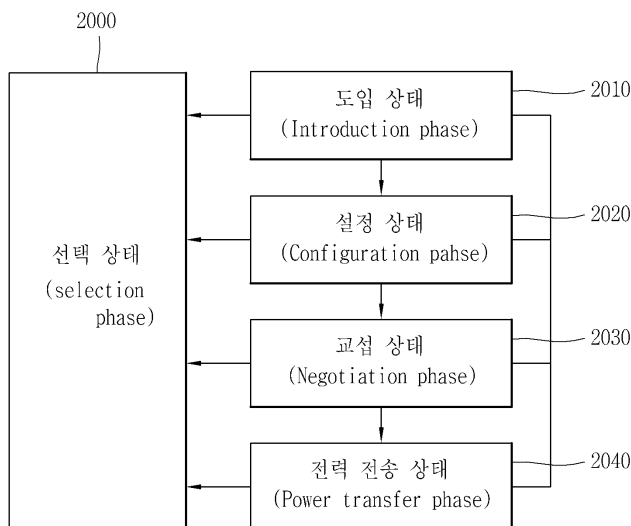 2000
선택 상태
(selection
phase)
도입 상태
(Introduction phase)
2010
설정 상태
(Configuration pahse)
2020
교섭 상태
(Negotiation phase)
2030
전력 전송 상태
(Power transfer phase)
2040